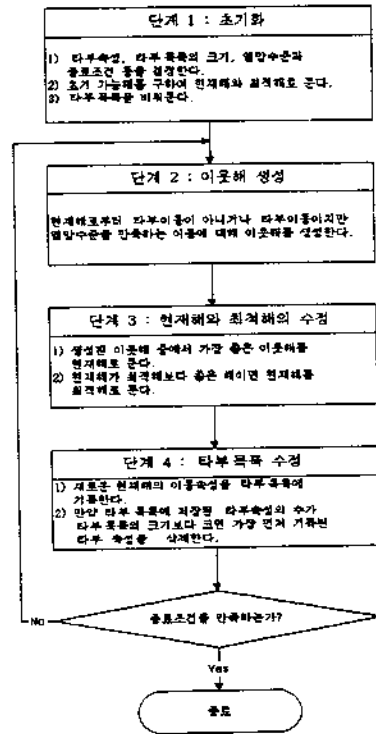 단계 1 : 초기화
1) 타부속성, 타부목록의 크기, 열망수준과
종료조건 등을 결정한다.
2) 초기 가능해를 구하여 현재해와 최적해로 둔다.
3) 타부목록을 비워둔다.
단계 2 : 이웃해 생성
현재해로부터 타부이동이 아니거나 타부이동이지만
열망수준을 만족하는 이동에 대해 이웃해를 생성한다.
단계 3 : 현재해와 최적해의 수정
1) 생성된 이웃해 중에서 가장 좋은 이웃해를
현재해로 둔다.
2) 현재해가 최적해보다 좋은 해이면 현재해를
최적해로 둔다.
단계 4 : 타부목록 수정
1) 새로운 현재해의 이동속성을 타부목록에
기록한다.
2) 만약 타부 목록에 저장된 타부속성의 수가
타부목록의 크기보다 크면 가장 먼저 기록된
타부 속성을 삭제한다.
종료조건을 만족하는가?
No
Yes
종료